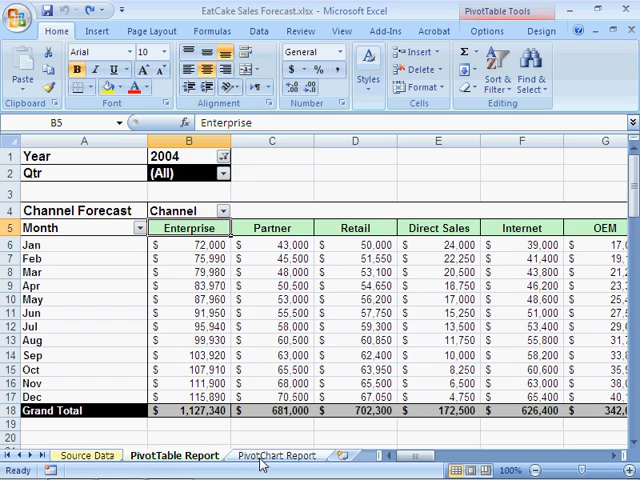 EatCake Sales Forecast.xlsx - Microsoft Excel PivotTable Tools
Home Insert Page Layout Formulas Data Review View Add-Ins Acrobat Options Design
Arial 10 General Insert Σ
Paste B I U A A $ % , Styles Delete Sort & Filter Find & Select
Format
Clipboard Font Alignment Number Cells Editing
B5 fx Enterprise
A B C D E F G
1 Year 2004
2 Qtr (All)
3
4 Channel Forecast Channel
5 Month Enterprise Partner Retail Direct Sales Internet OEM
6 Jan $ 72,000 $ 43,000 $ 50,000 $ 24,000 $ 39,000 $ 17,0
7 Feb $ 75,990 $ 45,500 $ 51,550 $ 22,250 $ 41,400 $ 19,
8 Mar $ 79,980 $ 48,000 $ 53,100 $ 20,500 $ 43,800 $ 21,
9 Apr $ 83,970 $ 50,500 $ 54,650 $ 18,750 $ 46,200 $ 23,
10 May $ 87,960 $ 53,000 $ 56,200 $ 17,000 $ 48,600 $ 25,
11 Jun $ 91,950 $ 55,500 $ 57,750 $ 15,250 $ 51,000 $ 27,
12 Jul $ 95,940 $ 58,000 $ 59,300 $ 13,500 $ 53,400 $ 29,
13 Aug $ 99,930 $ 60,500 $ 60,850 $ 11,750 $ 55,800 $ 31,
14 Sep $ 103,920 $ 63,000 $ 62,400 $ 10,000 $ 58,200 $ 33,
15 Oct $ 107,910 $ 65,500 $ 63,950 $ 8,250 $ 60,600 $ 35,
16 Nov $ 111,900 $ 68,000 $ 65,500 $ 6,500 $ 63,000 $ 38,
17 Dec $ 115,890 $ 70,500 $ 67,050 $ 4,750 $ 65,400 $ 40,
18 Grand Total $ 1,127,340 $ 681,000 $ 702,300 $ 172,500 $ 626,400 $ 342,
19
20
Source Data PivotTable Report PivotChart Report
Ready 100%